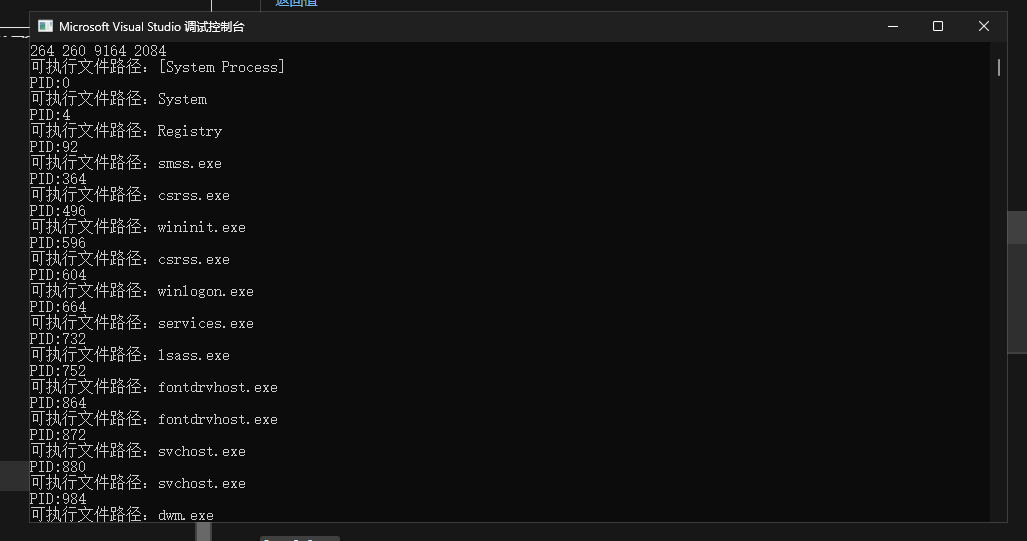 返回值
Microsoft Visual Studio 调试控制台
264 260 9164 2084
可执行文件路径：[System Process]
PID:0
可执行文件路径：System
PID:4
可执行文件路径：Registry
PID:92
可执行文件路径：smss.exe
PID:364
可执行文件路径：csrss.exe
PID:496
可执行文件路径：wininit.exe
PID:596
可执行文件路径：csrss.exe
PID:604
可执行文件路径：winlogon.exe
PID:664
可执行文件路径：services.exe
PID:732
可执行文件路径：lsass.exe
PID:752
可执行文件路径：fontdrvhost.exe
PID:864
可执行文件路径：fontdrvhost.exe
PID:872
可执行文件路径：svchost.exe
PID:880
可执行文件路径：svchost.exe
PID:984
可执行文件路径：dwm.exe